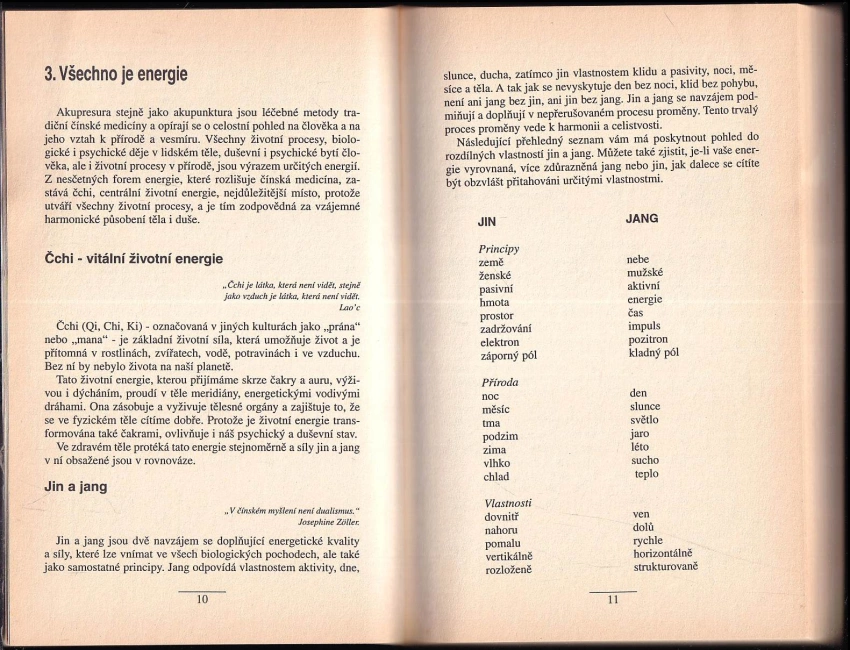 3. Všechno je energie
Akupresura stejně jako akupunktura jsou léčebné metody tra-
diční čínské medicíny a opírají se o celostní pohled na člověka a na
jeho vztah k přírodě a vesmíru. Všechny životní procesy, biolo-
gické i psychické děje v lidském těle, duševní i psychické bytí člo-
věka, ale i životní procesy v přírodě, jsou výrazem určitých energií.
Z nesčetných forem energie, které rozlišuje čínská medicína, za-
stává čchi, centrální životní energie, nejdůležitější místo, protože
utváří všechny životní procesy, a je tím zodpovědná za vzájemné
harmonické působení těla i duše.
Čchi - vitální životní energie
„Čchi je látka, která není vidět, stejně
jako vzduch je látka, která není vidět.
Lao'c
Čchi (Qi, Chi, Ki) - označovaná v jiných kulturách jako „prána“
nebo „mana“ - je základní životní síla, která umožňuje život a je
přítomná v rostlinách, zvířatech, vodě, potravinách i ve vzduchu.
Bez ní by nebylo života na naší planetě.
Tato životní energie, kterou přijímáme skrze čakry a auru, výži-
vou i dýcháním, proudí v těle meridiány, energetickými vodivými
dráhami. Ona zásobuje a vyživuje tělesné orgány a zajištuje to, že
se ve fyzickém těle cítíme dobře. Protože je životní energie trans-
formována také čakrami, ovlivňuje i náš psychický a duševní stav.
Ve zdravém těle protéká tato energie stejnoměrně a síly jin a jang
v ní obsažené jsou v rovnováze.
Jin a jang
„V čínském myšlení není dualismus.“
Josephine Zöller.
Jin a jang jsou dvě navzájem se doplňující energetické kvality
a síly, které lze vnímat ve všech biologických pochodech, ale také
jako samostatné principy. Jang odpovídá vlastnostem aktivity, dne,
10
slunce, ducha, zatímco jin vlastnostem klidu a pasivity, noci, mě-
síce a těla. A tak jak se nevyskytuje den bez noci, klid bez pohybu,
není ani jang bez jin, ani jin bez jang. Jin a jang se navzájem pod-
miňují a doplňují v nepřerušovaném procesu proměny. Tento trvalý
proces proměny vede k harmonii a celistvosti.
Následující přehledný seznam vám má poskytnout pohled do
rozdílných vlastností jin a jang. Můžete také zjistit, je-li vaše ener-
gie vyrovnaná, více zdůrazněná jang nebo jin, jak dalece se cítíte
být obzvlášt přitahováni určitými vlastnostmi.
JIN JANG
Principy
země nebe
ženské mužské
pasivní aktivní
hmota energie
prostor čas
zadržování impuls
elektron pozitron
záporný pól kladný pól
Příroda
noc den
měsíc slunce
tma světlo
podzim jaro
zima léto
vlhko sucho
chlad teplo
Vlastnosti
dovnitř ven
nahoru dolů
pomalu rychle
vertikálně horizontálně
rozloženě strukturovaně
11